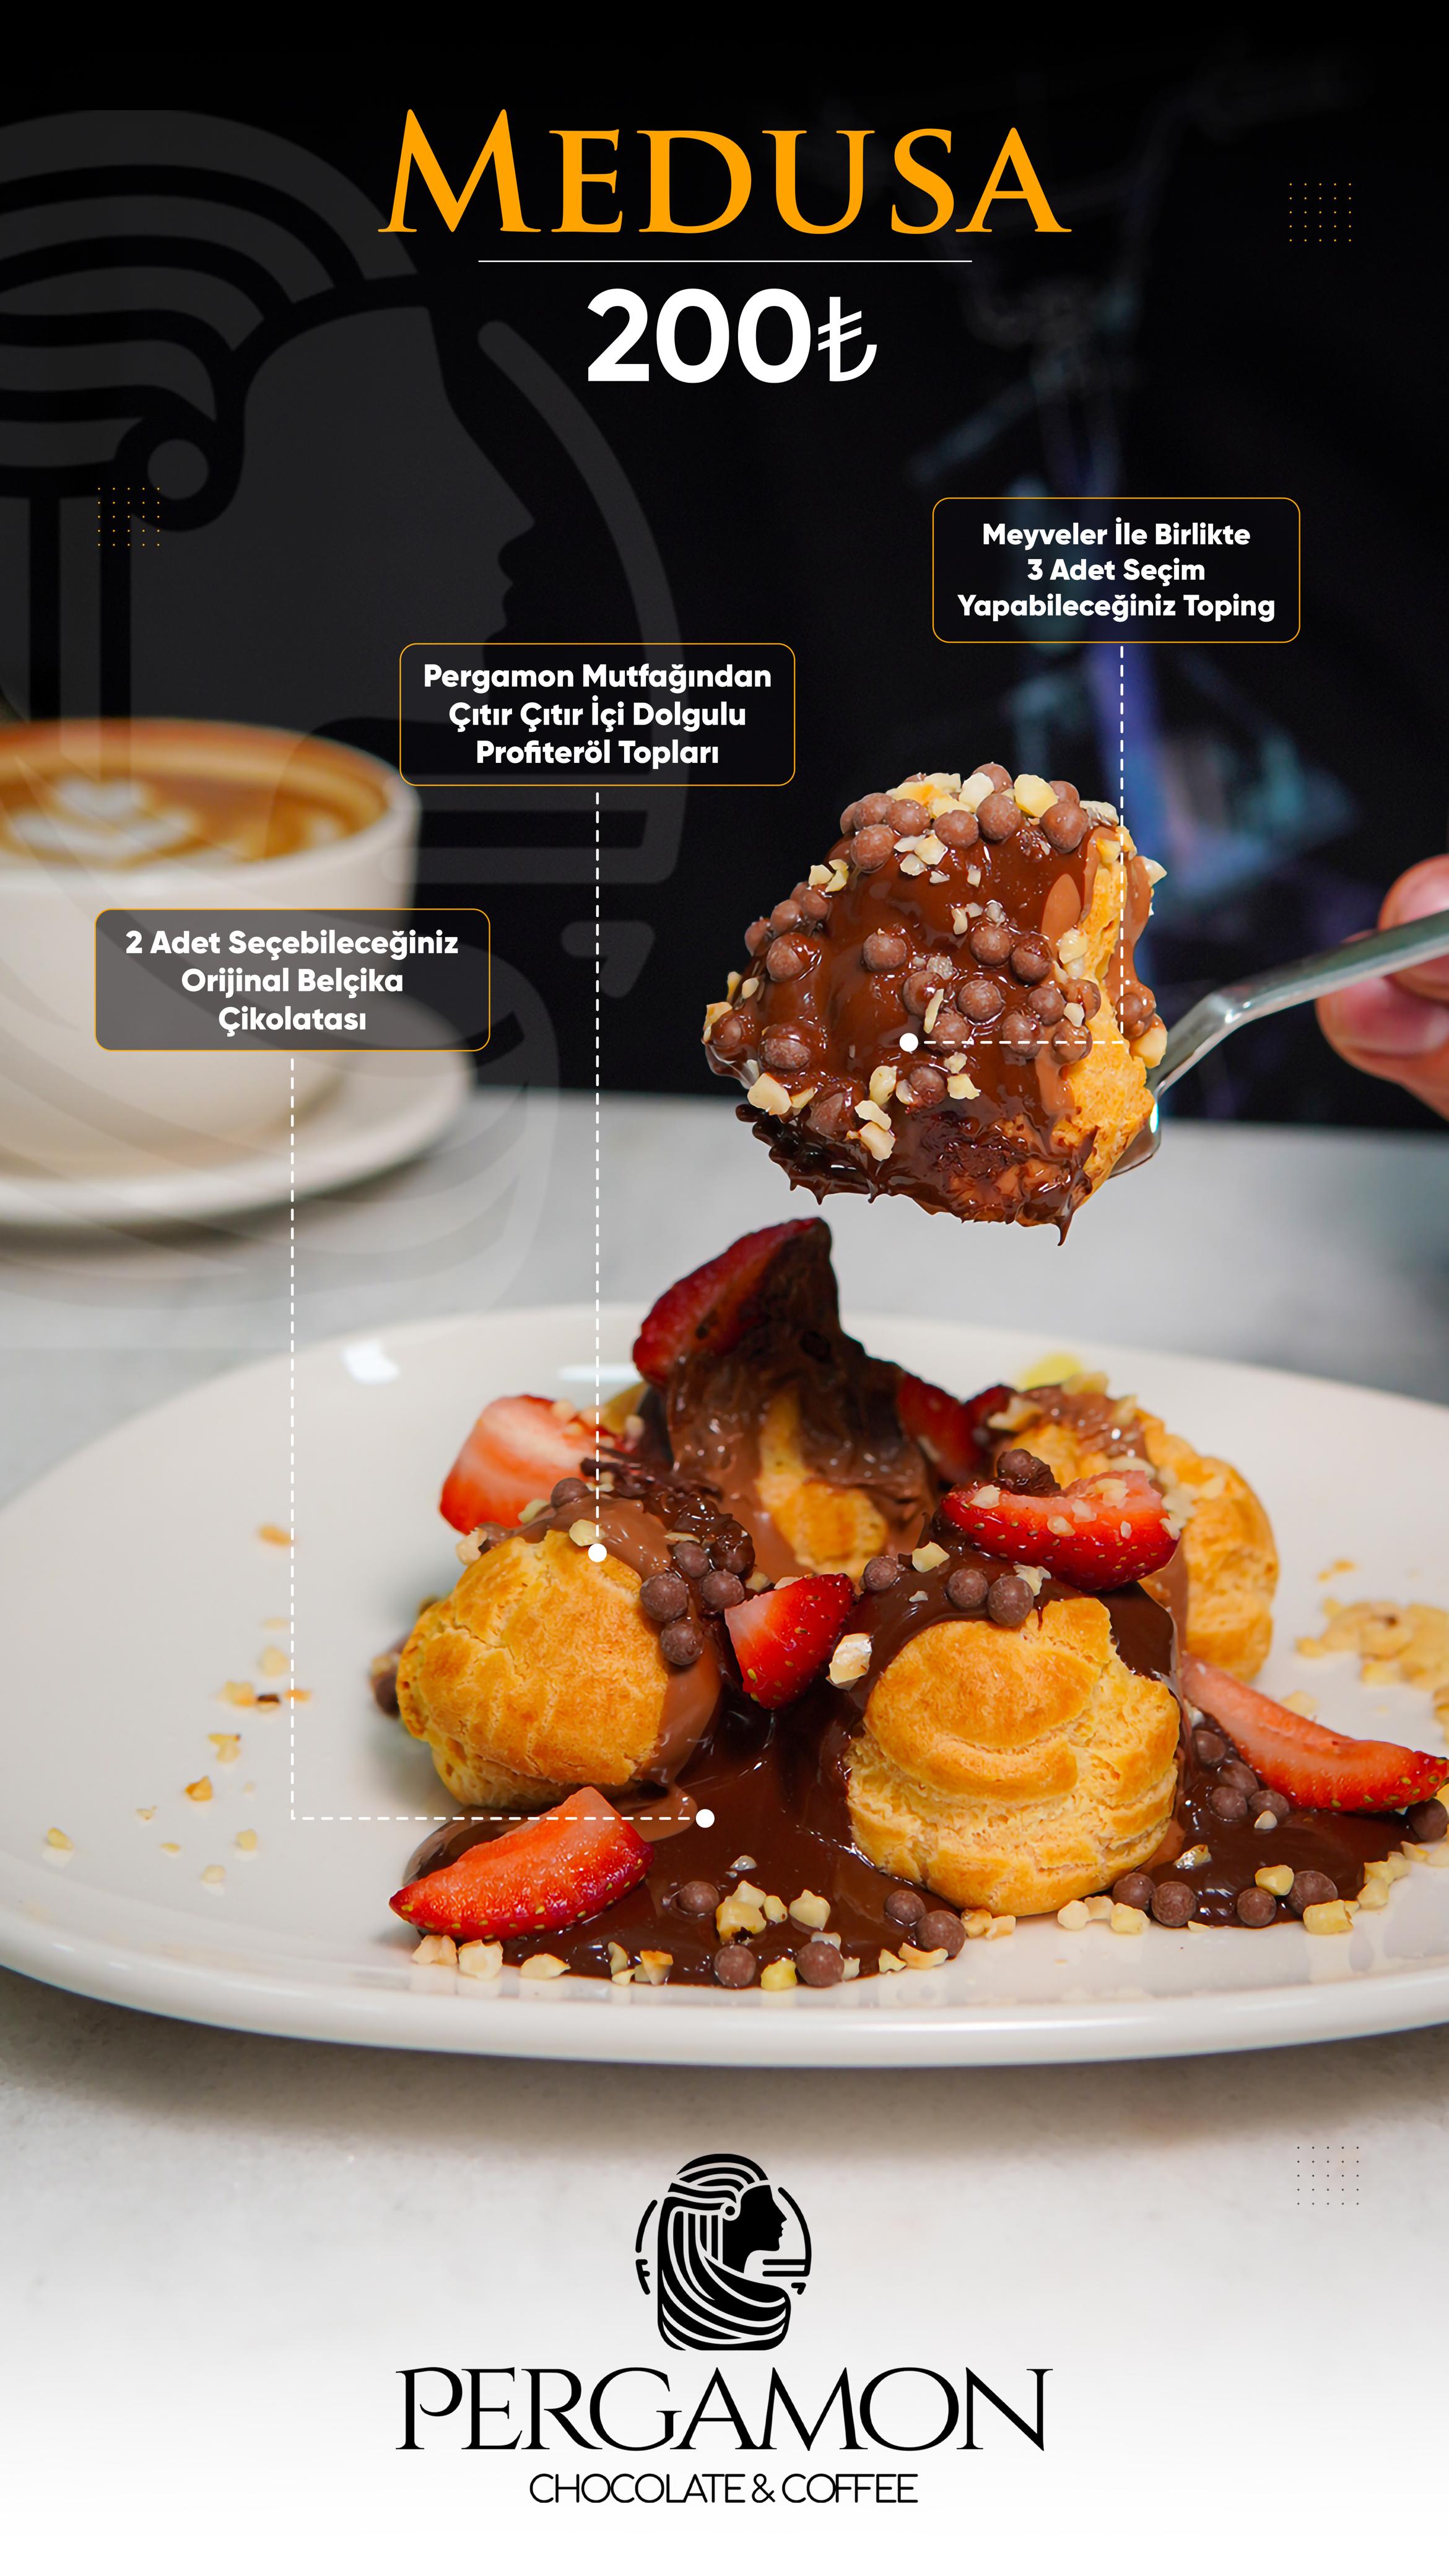 MEDUSA
200₺
Meyveler İle Birlikte
3 Adet Seçim
Yapabileceğiniz Toping
Pergamon Mutfağından
Çıtır Çıtır İçi Dolgulu
Profiteröl Topları
2 Adet Seçebileceğiniz
Orijinal Belçika
Çikolatası
PERGAMON
CHOCOLATE & COFFEE